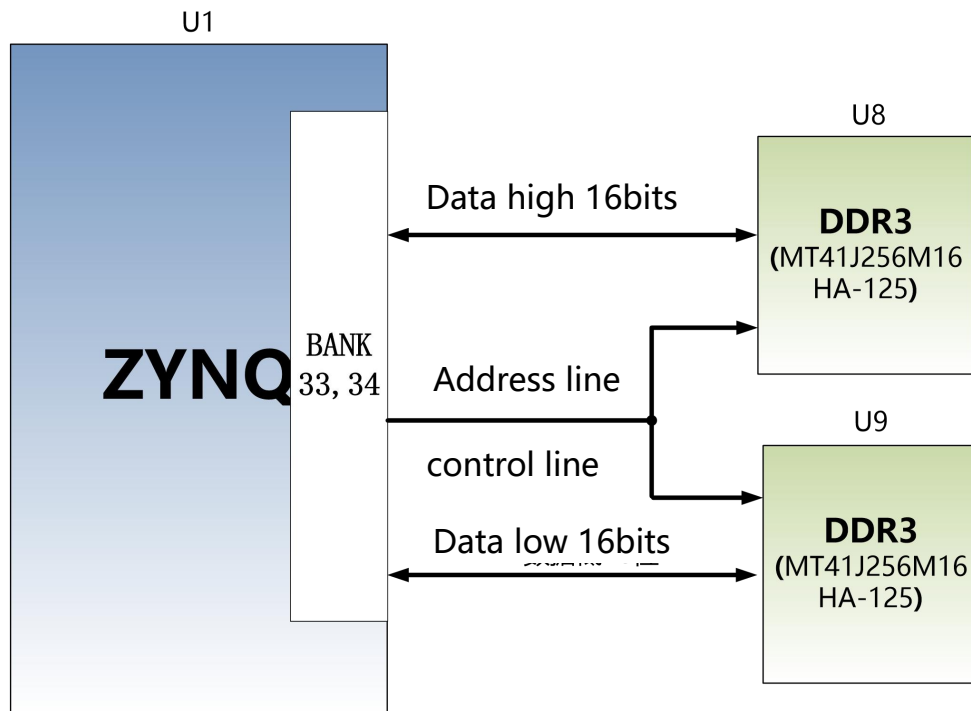 U1
ZYNQ
BANK
33, 34
Data high 16bits
Address line
control line
Data low 16bits
U8
DDR3
(MT41J256M16
HA-125)
U9
DDR3
(MT41J256M16
HA-125)